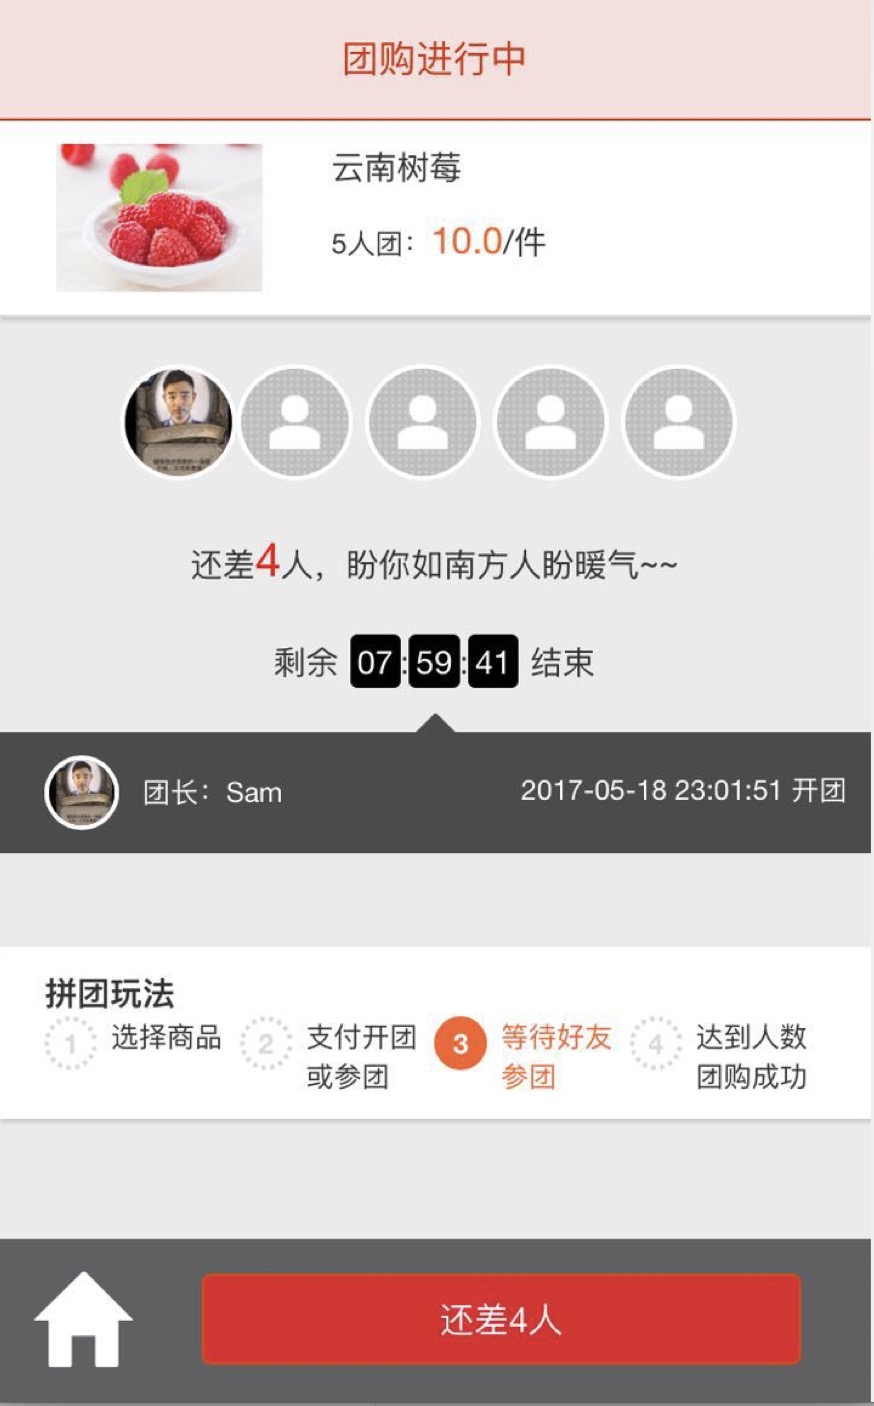 团购进行中
云南树莓
5人团：10.0/件
还差4人，盼你如南方人盼暖气~~
剩余 07:59:41 结束
团长：Sam
2017-05-18 23:01:51 开团
拼团玩法
1 选择商品
2 支付开团
或参团
3 等待好友
参团
4 达到人数
团购成功
还差4人